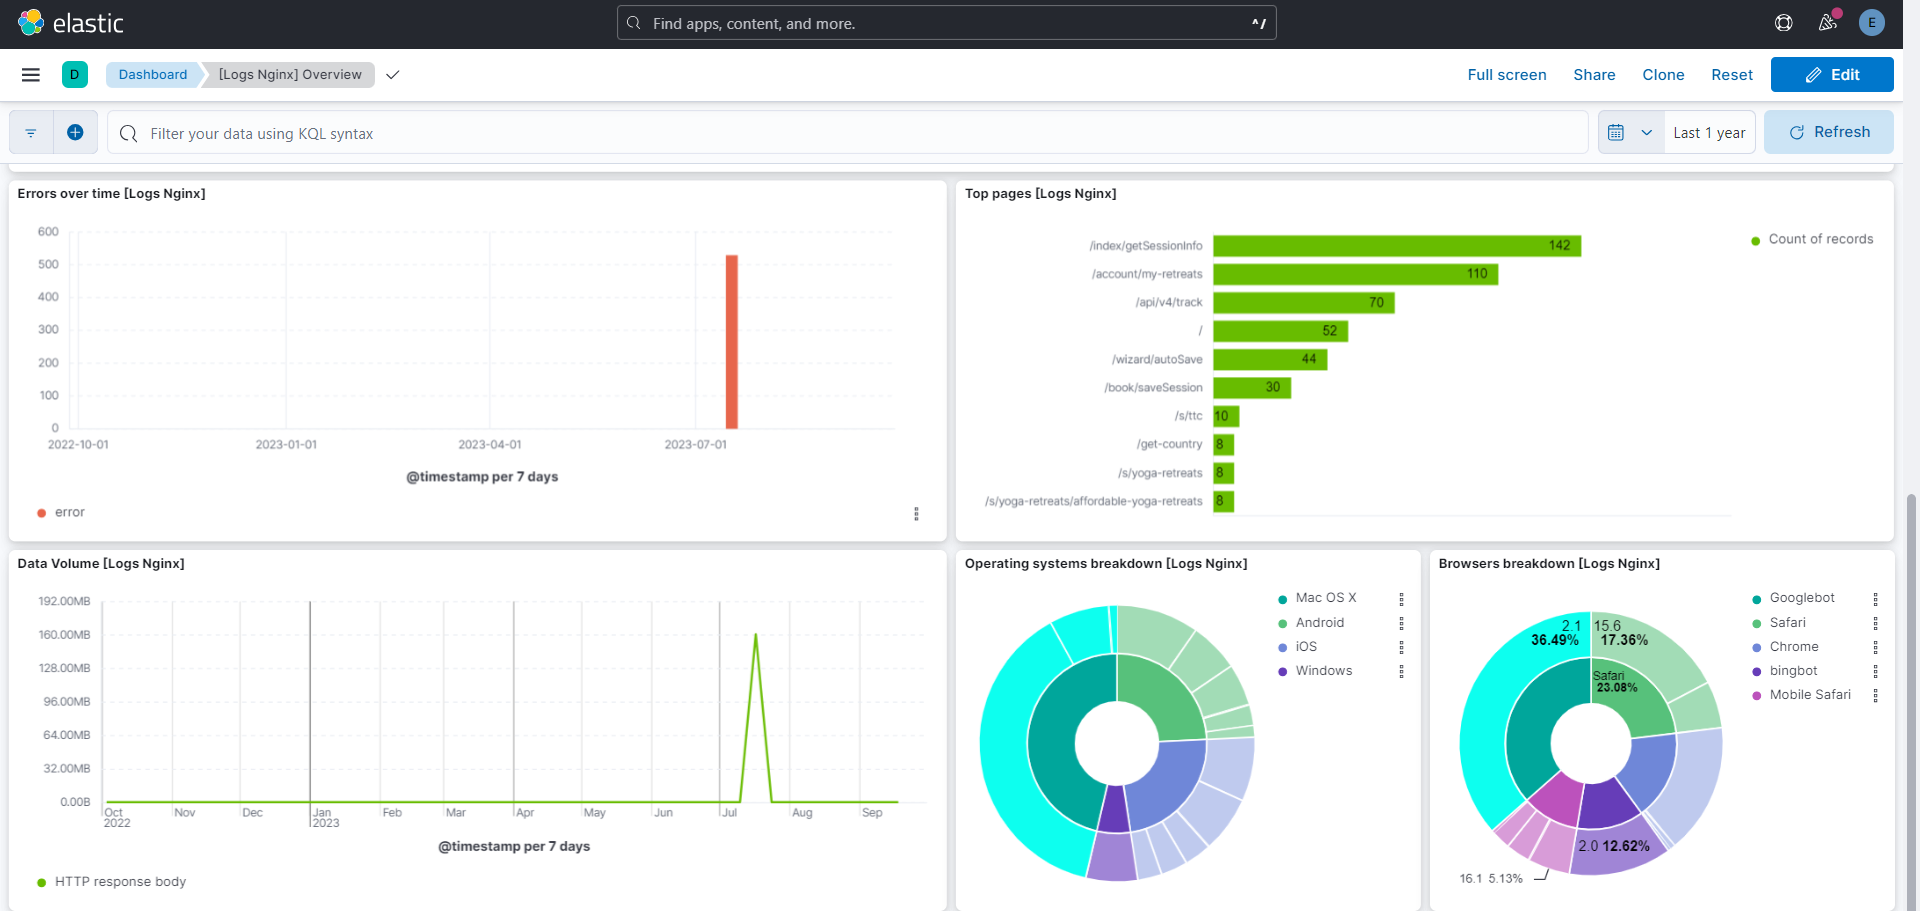 elastic
Find apps, content, and more.
^/
E
D
Dashboard
[Logs Nginx] Overview
Full screen
Share
Clone
Reset
Edit
Filter your data using KQL syntax
Last 1 year
Refresh
Errors over time [Logs Nginx]
600
500
400
300
200
100
0
2022-10-01
2023-01-01
2023-04-01
2023-07-01
@timestamp per 7 days
error
Top pages [Logs Nginx]
/index/getSessionInfo 142
/account/my-retreats 110
/api/v4/track 70
/ 52
/wizard/autoSave 44
/book/saveSession 30
/s/ttc 10
/get-country 8
/s/yoga-retreats 8
/s/yoga-retreats/affordable-yoga-retreats 8
Count of records
Data Volume [Logs Nginx]
192.00MB
160.00MB
128.00MB
96.00MB
64.00MB
32.00MB
0.00B
Oct Nov Dec Jan Feb Mar Apr May Jun Jul Aug Sep
2022 2023
@timestamp per 7 days
HTTP response body
Operating systems breakdown [Logs Nginx]
Mac OS X
Android
iOS
Windows
Browsers breakdown [Logs Nginx]
2.1
36.49%
15.6
17.36%
Safari
23.08%
2.0 12.62%
16.1 5.13%
Googlebot
Safari
Chrome
bingbot
Mobile Safari